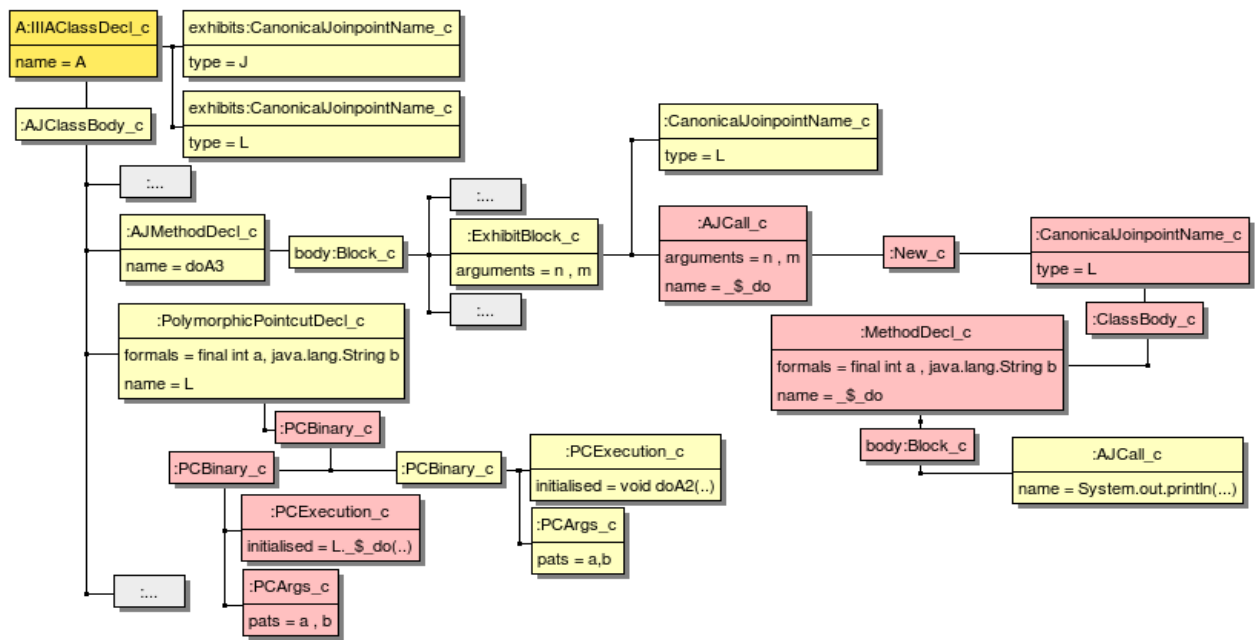 A:IIIAClassDecl_c
name = A
exhibits:CanonicalJoinpointName_c
type = J
exhibits:CanonicalJoinpointName_c
type = L
:AJClassBody_c
:...
:AJMethodDecl_c
name = doA3
body:Block_c
:...
:ExhibitBlock_c
arguments = n , m
:...
:CanonicalJoinpointName_c
type = L
:AJCall_c
arguments = n , m
name = _$_do
:New_c
:CanonicalJoinpointName_c
type = L
:ClassBody_c
:MethodDecl_c
formals = final int a , java.lang.String b
name = _$_do
body:Block_c
:AJCall_c
name = System.out.println(...)
:PolymorphicPointcutDecl_c
formals = final int a, java.lang.String b
name = L
:PCBinary_c
:PCBinary_c
:PCBinary_c
:PCExecution_c
initialised = void doA2(..)
:PCArgs_c
pats = a,b
:PCExecution_c
initialised = L._$_do(..)
:PCArgs_c
pats = a , b
:...